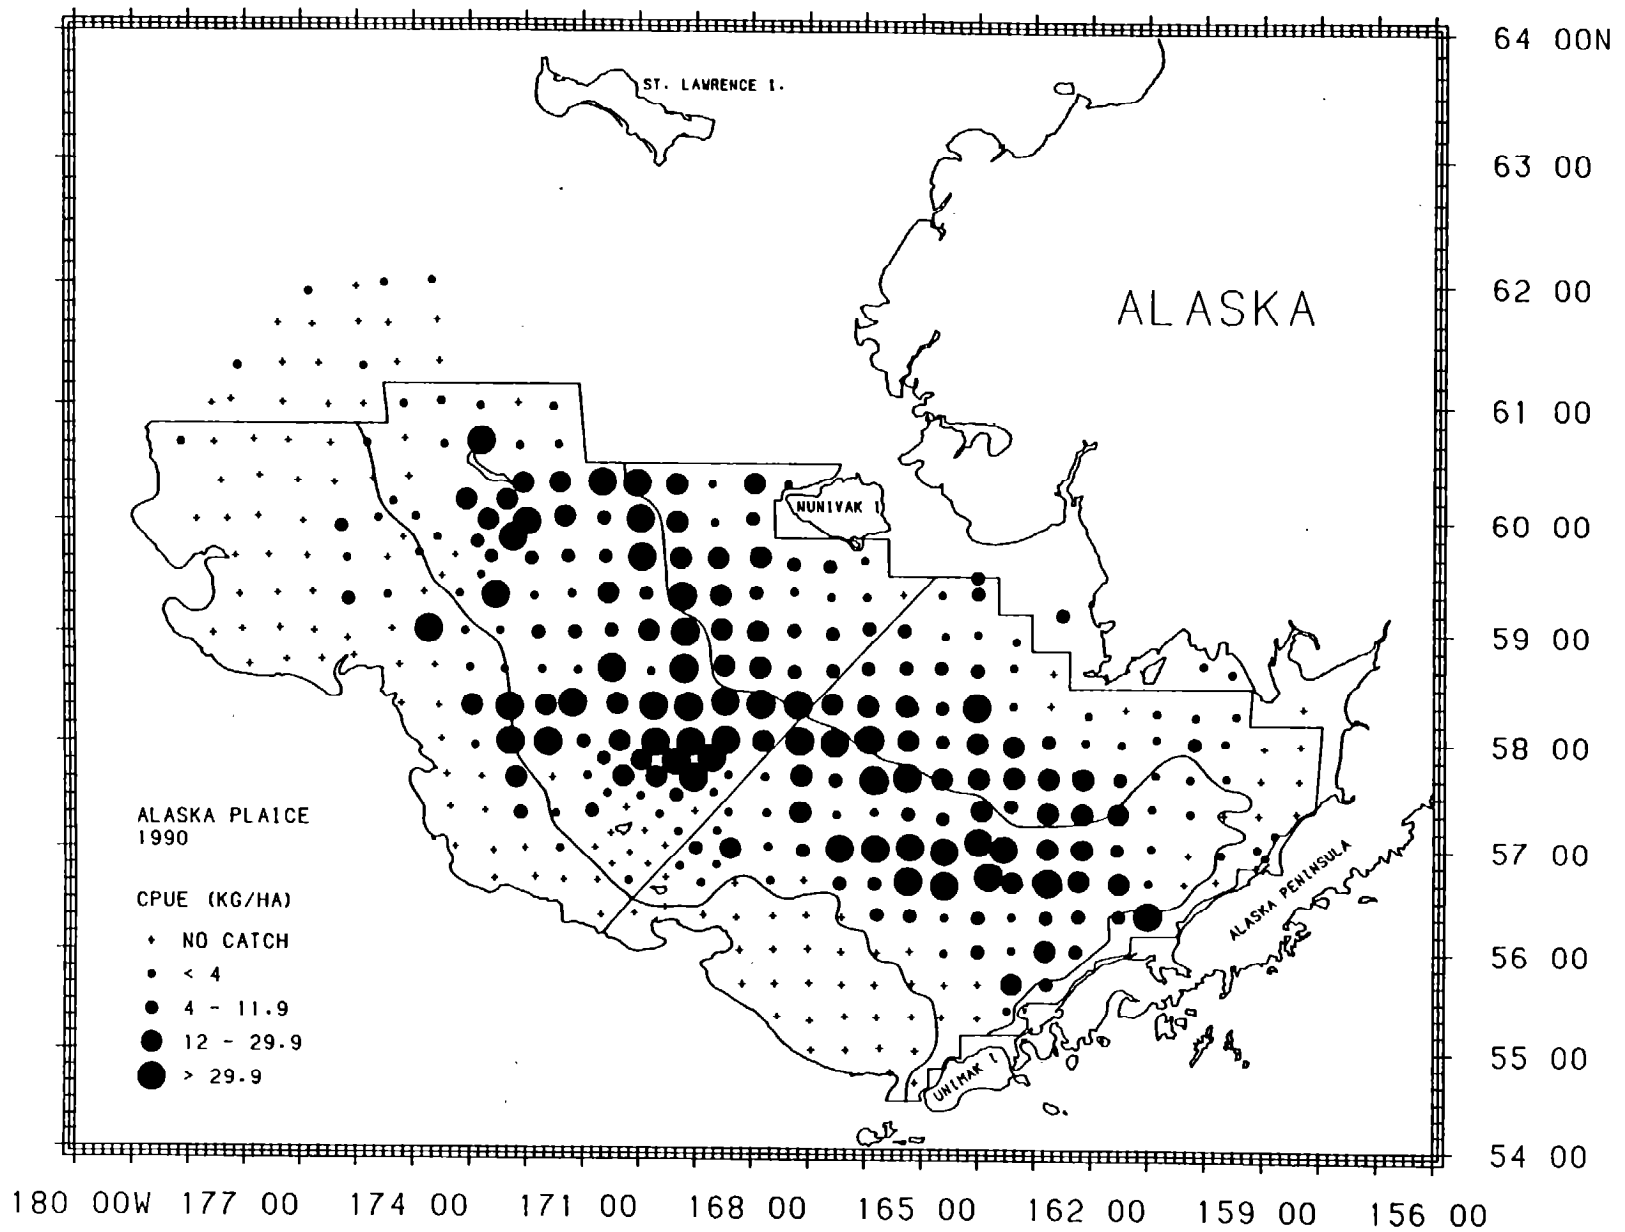 64 00N
ST. LAWRENCE I.
63 00
62 00
ALASKA
61 00
NUNIVAK I
60 00
59 00
58 00
ALASKA PLAICE
1990
57 00
ALASKA PENINSULA
CPUE (KG/HA)
NO CATCH
< 4
4 - 11.9
12 - 29.9
> 29.9
56 00
55 00
UNIMAK I
54 00
180 00W 177 00 174 00 171 00 168 00 165 00 162 00 159 00 156 00